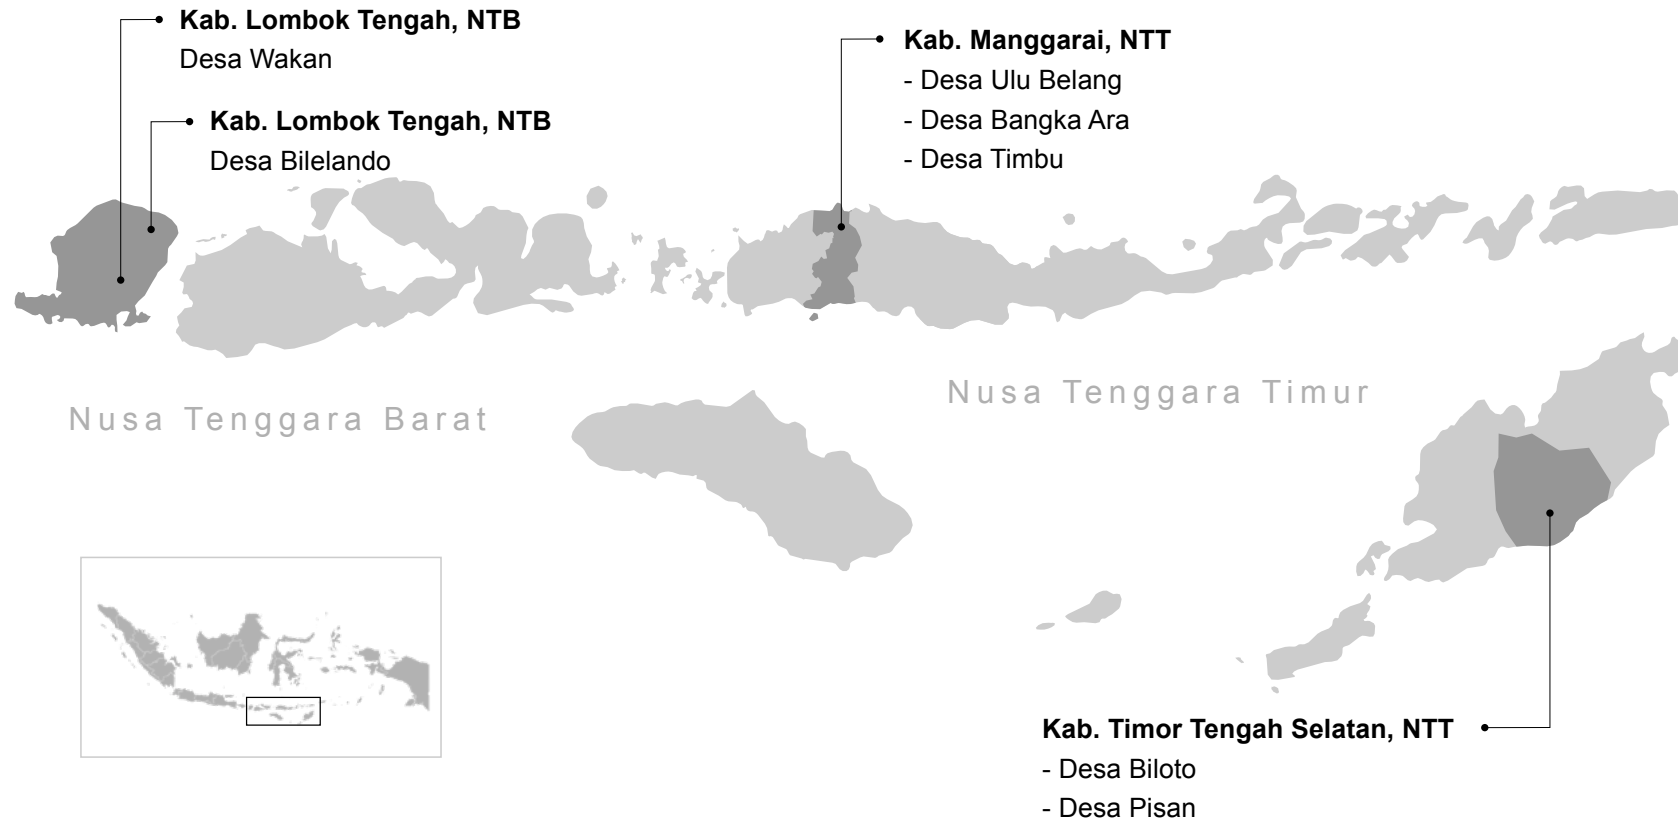 Kab. Lombok Tengah, NTB
Desa Wakan
Kab. Lombok Tengah, NTB
Desa Bilelando
Kab. Manggarai, NTT
- Desa Ulu Belang
- Desa Bangka Ara
- Desa Timbu
Nusa Tenggara Barat
Nusa Tenggara Timur
Kab. Timor Tengah Selatan, NTT
- Desa Biloto
- Desa Pisan